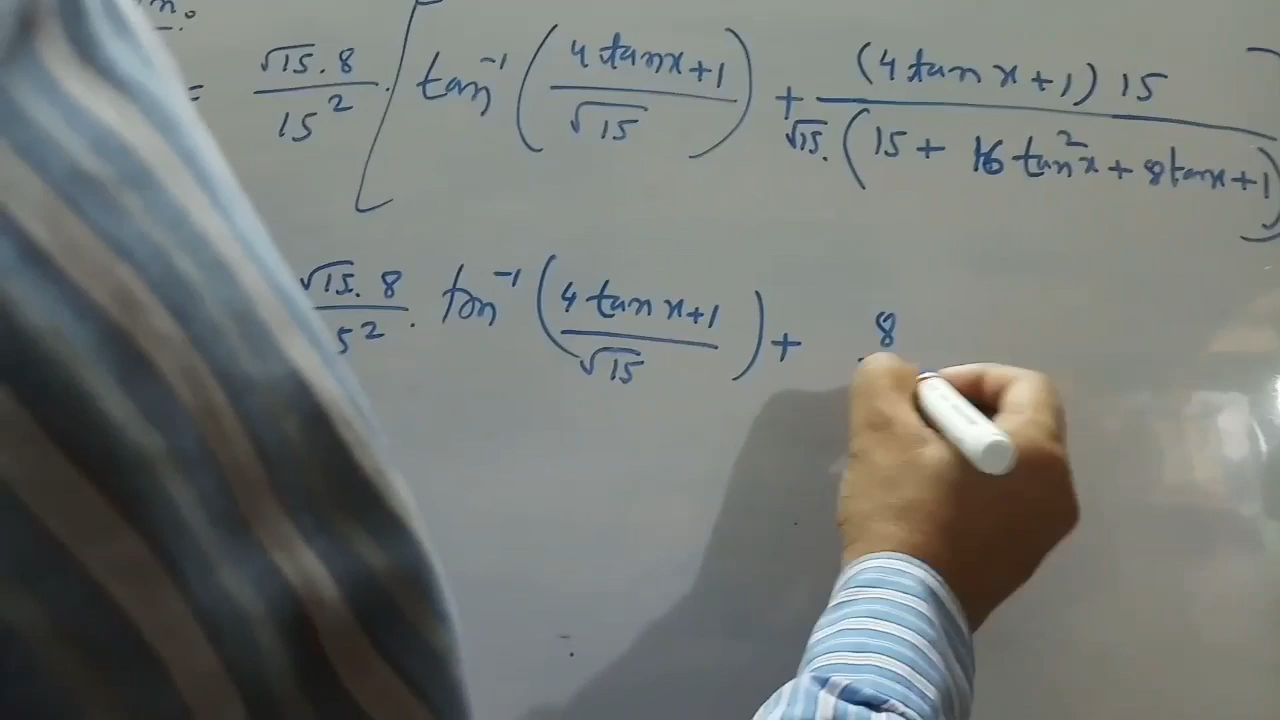 n.
= √15 . 8 / 15² . [ tan⁻¹ ( 4 tan x + 1 / √15 ) + (4 tan x + 1) 15 / √15 . (15 + 16 tan² x + 8 tan x + 1) ]
√15 . 8 / 5² . tan⁻¹ ( 4 tan x + 1 / √15 ) + 8